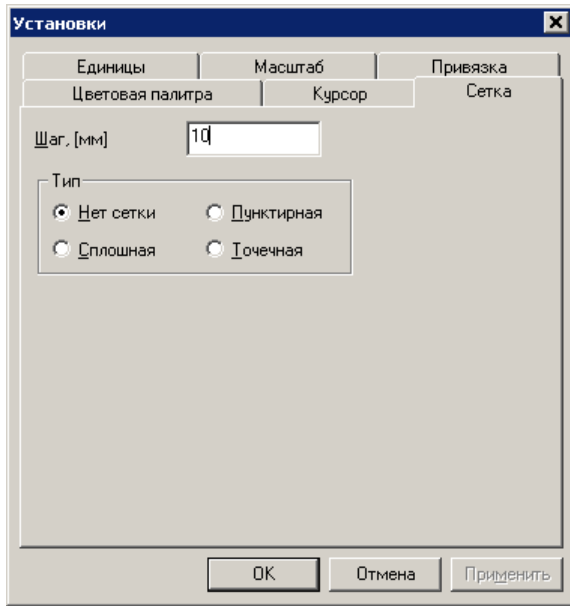 Установки
Единицы Масштаб Привязка
Цветовая палитра Курсор Сетка
Шаг, [мм] 10
Тип
Нет сетки Пунктирная
Сплошная Точечная
OK Отмена Применить